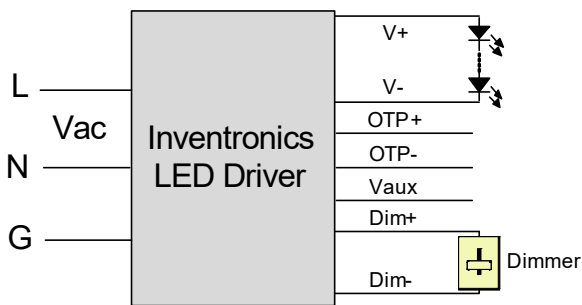 L
Vac
N
G
Inventronics
LED Driver
V+
V-
OTP+
OTP-
Vaux
Dim+
Dim-
Dimmer